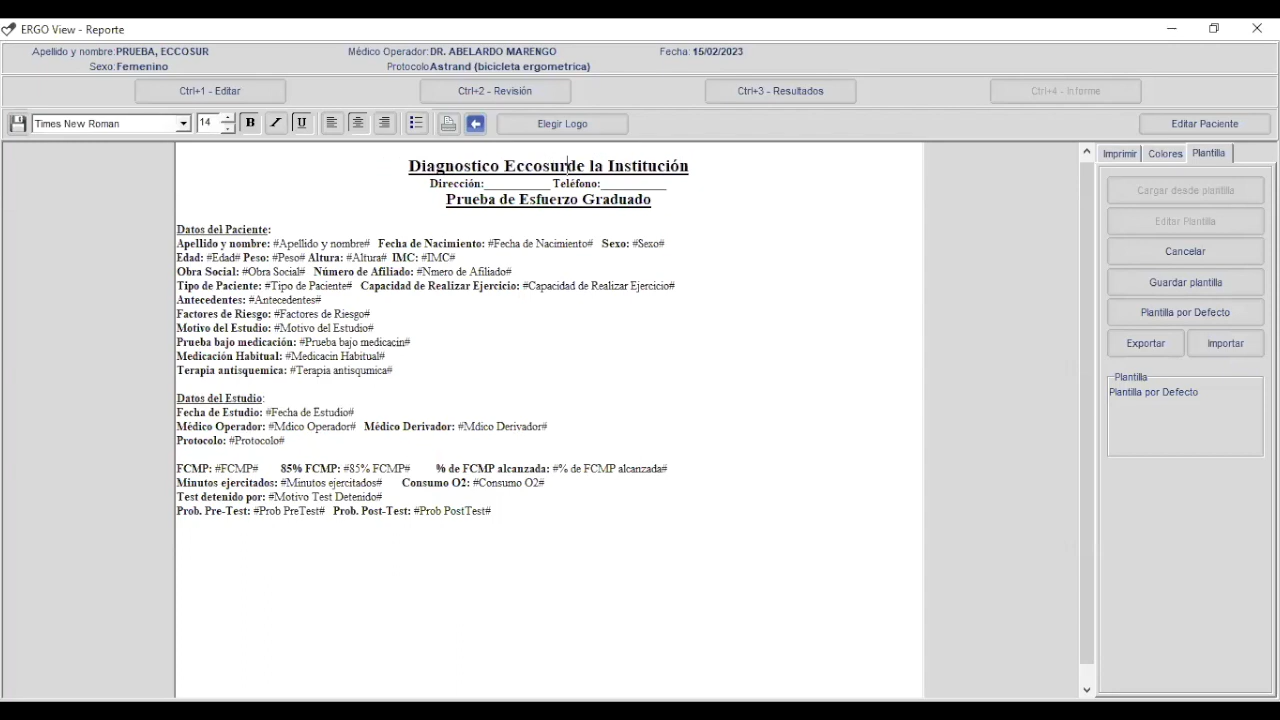 ERGO View - Reporte
Apellido y nombre: PRUEBA, ECCOSUR Médico Operador: DR. ABELARDO MARENGO Fecha: 15/02/2023
Sexo: Femenino Protocolo Astrand (bicicleta ergometrica)
Ctrl+1 - Editar Ctrl+2 - Revisión Ctrl+3 - Resultados Ctrl+4 - Informe
Times New Roman 14 B I U Elegir Logo Editar Paciente
Imprimir Colores Plantilla
Diagnostico Eccosurde la Institución
Dirección:___________ Teléfono:___________
Prueba de Esfuerzo Graduado
Datos del Paciente:
Apellido y nombre: #Apellido y nombre# Fecha de Nacimiento: #Fecha de Nacimiento# Sexo: #Sexo#
Edad: #Edad# Peso: #Peso# Altura: #Altura# IMC: #IMC#
Obra Social: #Obra Social# Número de Afiliado: #Nmero de Afiliado#
Tipo de Paciente: #Tipo de Paciente# Capacidad de Realizar Ejercicio: #Capacidad de Realizar Ejercicio#
Antecedentes: #Antecedentes#
Factores de Riesgo: #Factores de Riesgo#
Motivo del Estudio: #Motivo del Estudio#
Prueba bajo medicación: #Prueba bajo medicacin#
Medicación Habitual: #Medicacin Habitual#
Terapia antisquemica: #Terapia antisqumica#
Datos del Estudio:
Fecha de Estudio: #Fecha de Estudio#
Médico Operador: #Mdico Operador# Médico Derivador: #Mdico Derivador#
Protocolo: #Protocolo#
FCMP: #FCMP# 85% FCMP: #85% FCMP# % de FCMP alcanzada: #% de FCMP alcanzada#
Minutos ejercitados: #Minutos ejercitados# Consumo O2: #Consumo O2#
Test detenido por: #Motivo Test Detenido#
Prob. Pre-Test: #Prob PreTest# Prob. Post-Test: #Prob PostTest#
Cargar desde plantilla
Editar Plantilla
Cancelar
Guardar plantilla
Plantilla por Defecto
Exportar Importar
Plantilla
Plantilla por Defecto